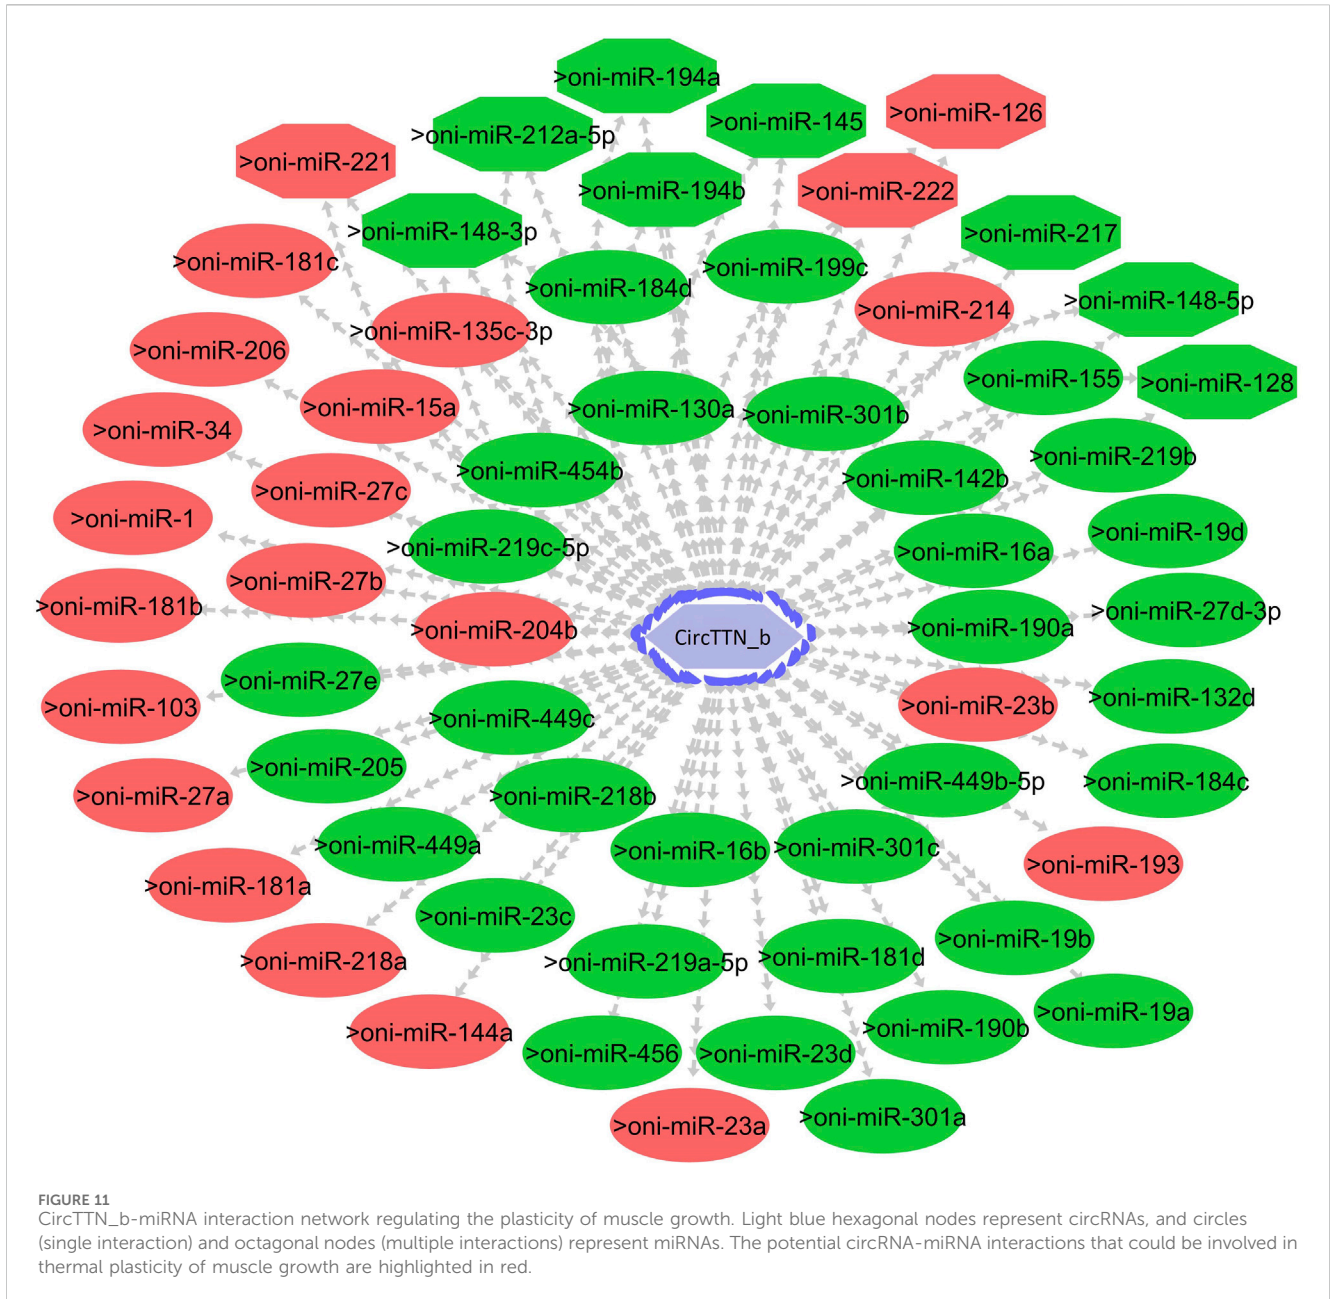 >oni-miR-194a
>oni-miR-126
>oni-miR-145
>oni-miR-212a-5p
>oni-miR-221
>oni-miR-194b
>oni-miR-222
>oni-miR-148-3p
>oni-miR-217
>oni-miR-181c
>oni-miR-199c
>oni-miR-184d
>oni-miR-148-5p
>oni-miR-214
>oni-miR-135c-3p
>oni-miR-206
>oni-miR-155
>oni-miR-128
>oni-miR-15a
>oni-miR-130a
>oni-miR-301b
>oni-miR-34
>oni-miR-219b
>oni-miR-454b
>oni-miR-142b
>oni-miR-27c
>oni-miR-1
>oni-miR-19d
>oni-miR-219c-5p
>oni-miR-16a
>oni-miR-27b
>oni-miR-181b
>oni-miR-27d-3p
>oni-miR-204b
CircTTN_b
>oni-miR-190a
>oni-miR-27e
>oni-miR-132d
>oni-miR-103
>oni-miR-23b
>oni-miR-449c
>oni-miR-205
>oni-miR-449b-5p
>oni-miR-184c
>oni-miR-27a
>oni-miR-218b
>oni-miR-449a
>oni-miR-16b
>oni-miR-301c
>oni-miR-193
>oni-miR-181a
>oni-miR-23c
>oni-miR-19b
>oni-miR-218a
>oni-miR-219a-5p
>oni-miR-181d
>oni-miR-19a
>oni-miR-144a
>oni-miR-190b
>oni-miR-456
>oni-miR-23d
>oni-miR-301a
>oni-miR-23a
FIGURE 11
CircTTN_b-miRNA interaction network regulating the plasticity of muscle growth. Light blue hexagonal nodes represent circRNAs, and circles
(single interaction) and octagonal nodes (multiple interactions) represent miRNAs. The potential circRNA-miRNA interactions that could be involved in
thermal plasticity of muscle growth are highlighted in red.